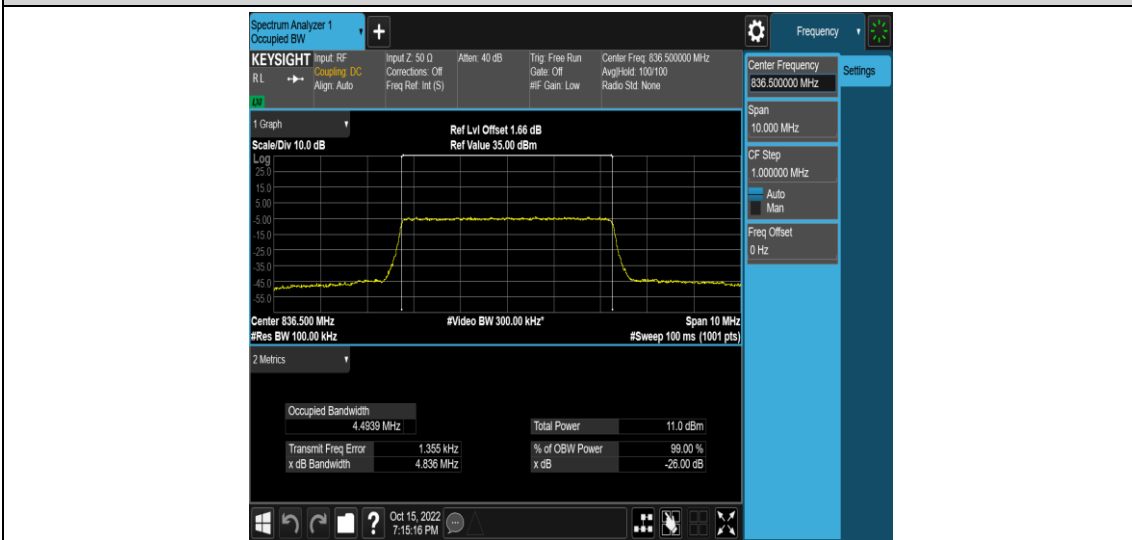 Spectrum Analyzer 1
Occupied BW
+
Frequency
KEYSIGHT
RL
LXI
Input: RF
Coupling: DC
Align: Auto
Input Z: 50 Ω
Corrections: Off
Freq Ref: Int (S)
Atten: 40 dB
Trig: Free Run
Gate: Off
#IF Gain: Low
Center Freq: 836.500000 MHz
Avg|Hold: 100/100
Radio Std: None
Center Frequency
836.500000 MHz
Settings
Span
10.000 MHz
CF Step
1.000000 MHz
Auto
Man
Freq Offset
0 Hz
1 Graph
Scale/Div 10.0 dB
Ref Lvl Offset 1.66 dB
Ref Value 35.00 dBm
Log
25.0
15.0
5.00
-5.00
-15.0
-25.0
-35.0
-45.0
-55.0
Center 836.500 MHz
#Video BW 300.00 kHz*
Span 10 MHz
#Res BW 100.00 kHz
#Sweep 100 ms (1001 pts)
2 Metrics
Occupied Bandwidth
4.4939 MHz
Total Power 11.0 dBm
Transmit Freq Error 1.355 kHz
% of OBW Power 99.00 %
x dB Bandwidth 4.836 MHz
x dB -26.00 dB
?
Oct 15, 2022
7:15:16 PM